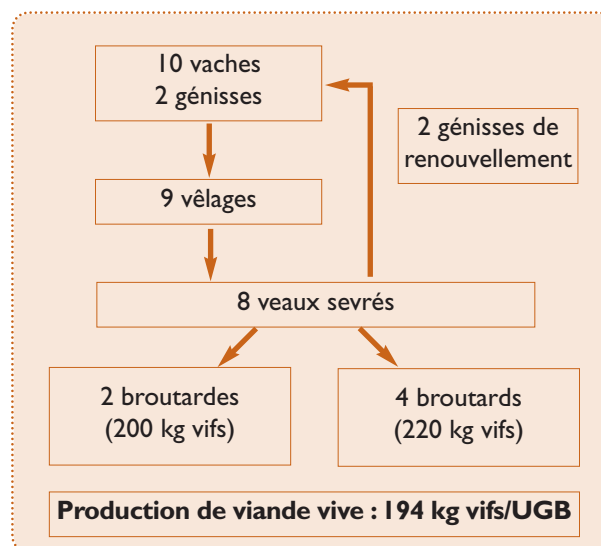 10 vaches
2 génisses
2 génisses de
renouvellement
9 vêlages
8 veaux sevrés
2 broutardes
(200 kg vifs)
4 broutards
(220 kg vifs)
Production de viande vive : 194 kg vifs/UGB